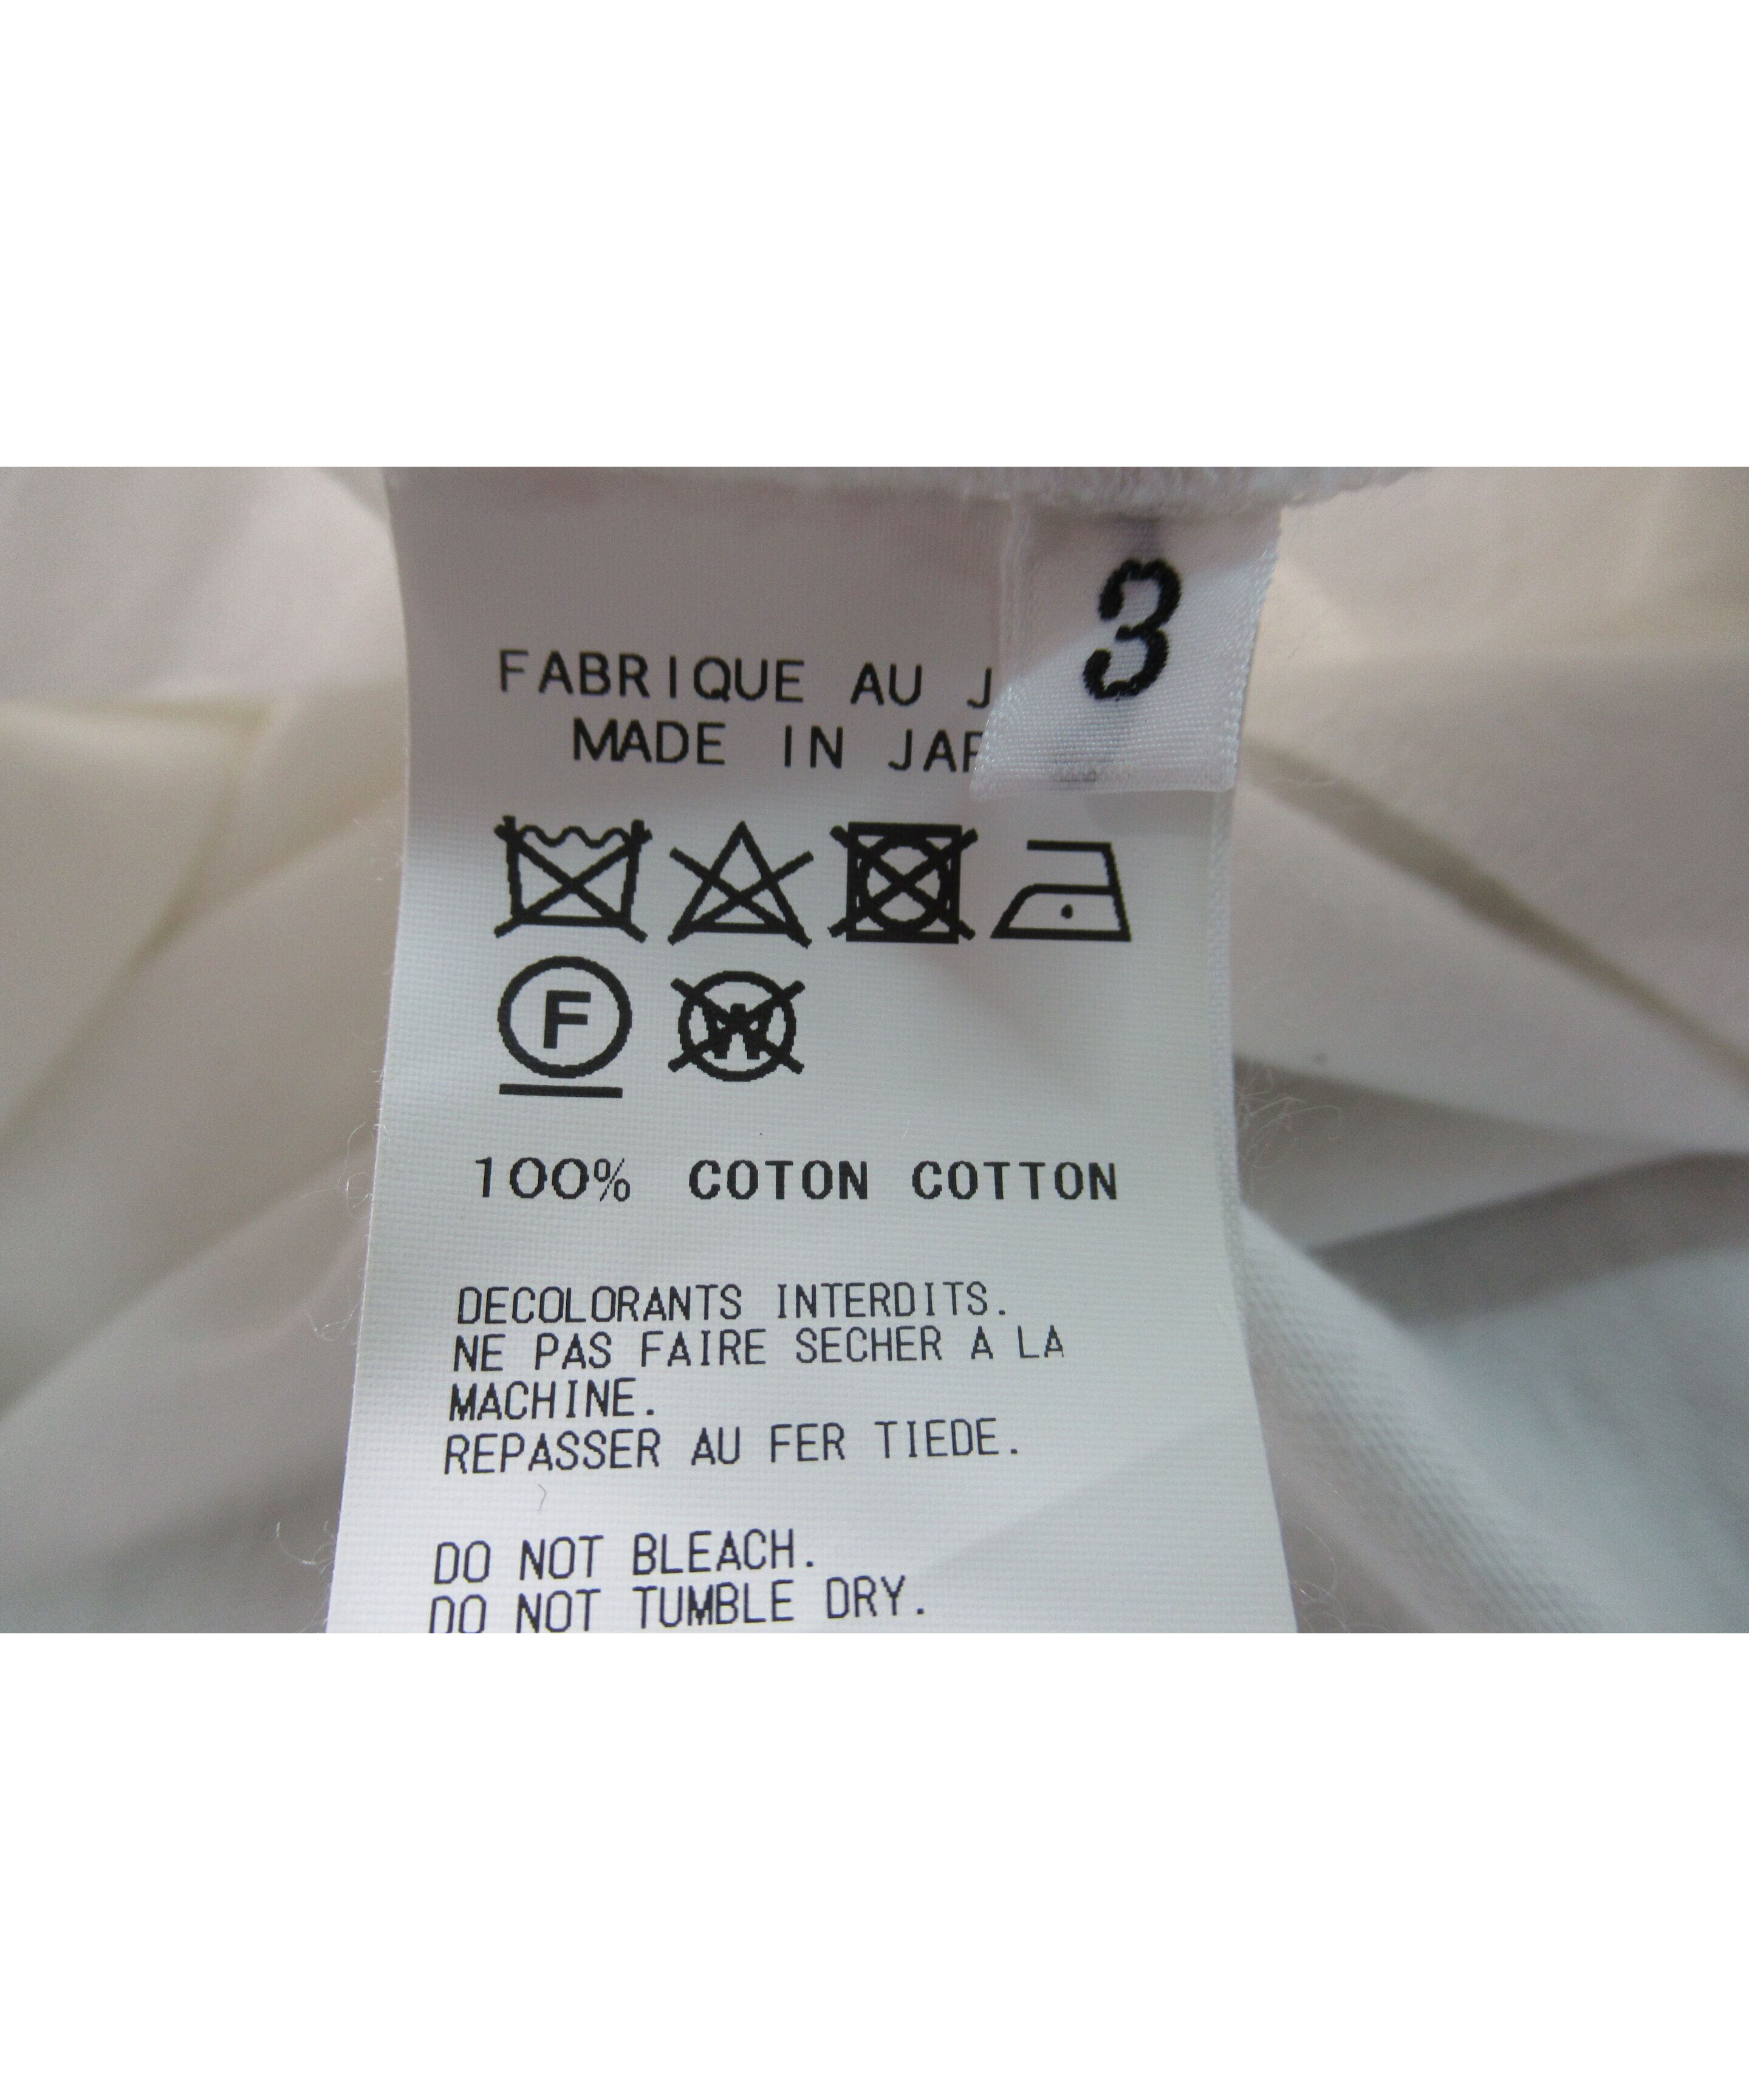 3
FABRIQUE AU J
MADE IN JAP
F
W
100% COTON COTTON
DECOLORANTS INTERDITS.
NE PAS FAIRE SECHER A LA
MACHINE.
REPASSER AU FER TIEDE.
DO NOT BLEACH.
DO NOT TUMBLE DRY.